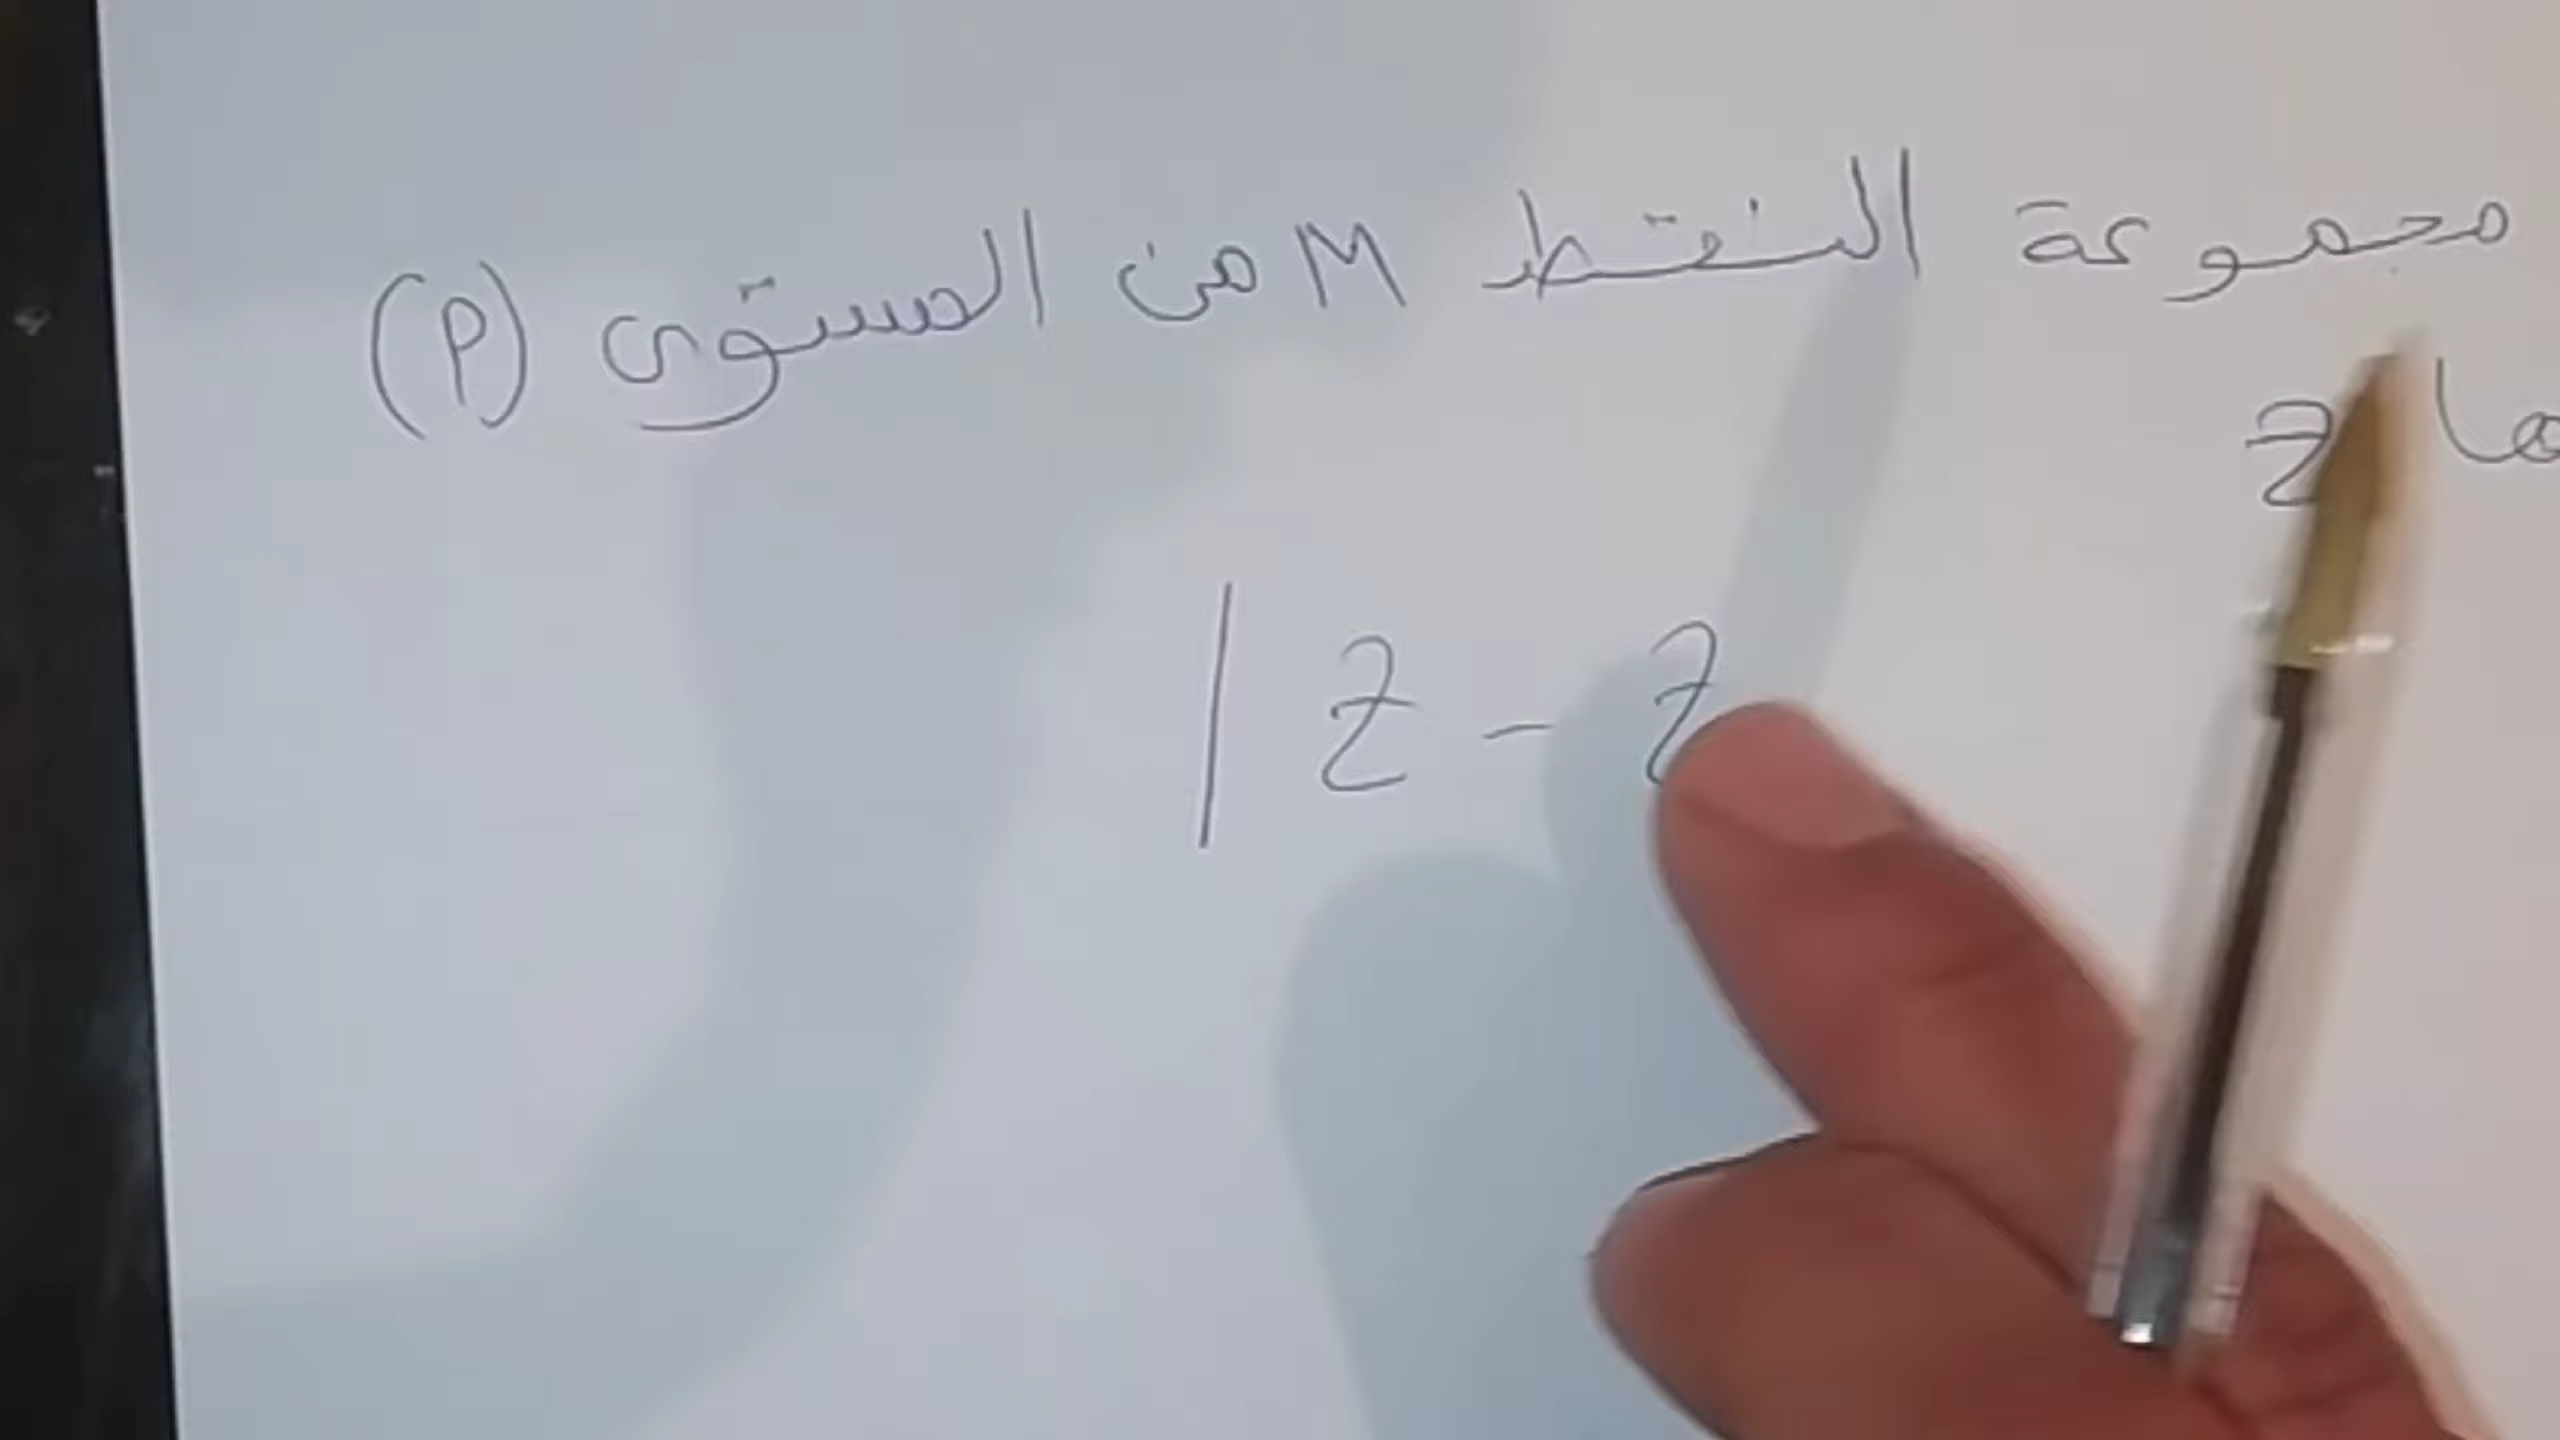 مجموعة النقط M من المستوى (P)
ها z
| z - z